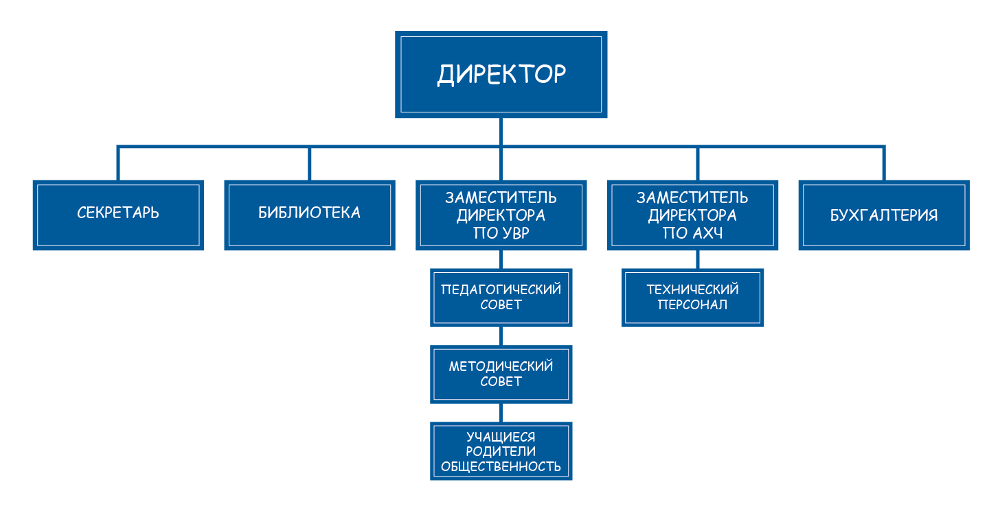 ДИРЕКТОР
СЕКРЕТАРЬ
БИБЛИОТЕКА
ЗАМЕСТИТЕЛЬ
ДИРЕКТОРА
ПО УВР
ЗАМЕСТИТЕЛЬ
ДИРЕКТОРА
ПО АХЧ
БУХГАЛТЕРИЯ
ПЕДАГОГИЧЕСКИЙ
СОВЕТ
ТЕХНИЧЕСКИЙ
ПЕРСОНАЛ
МЕТОДИЧЕСКИЙ
СОВЕТ
УЧАЩИЕСЯ
РОДИТЕЛИ
ОБЩЕСТВЕННОСТЬ